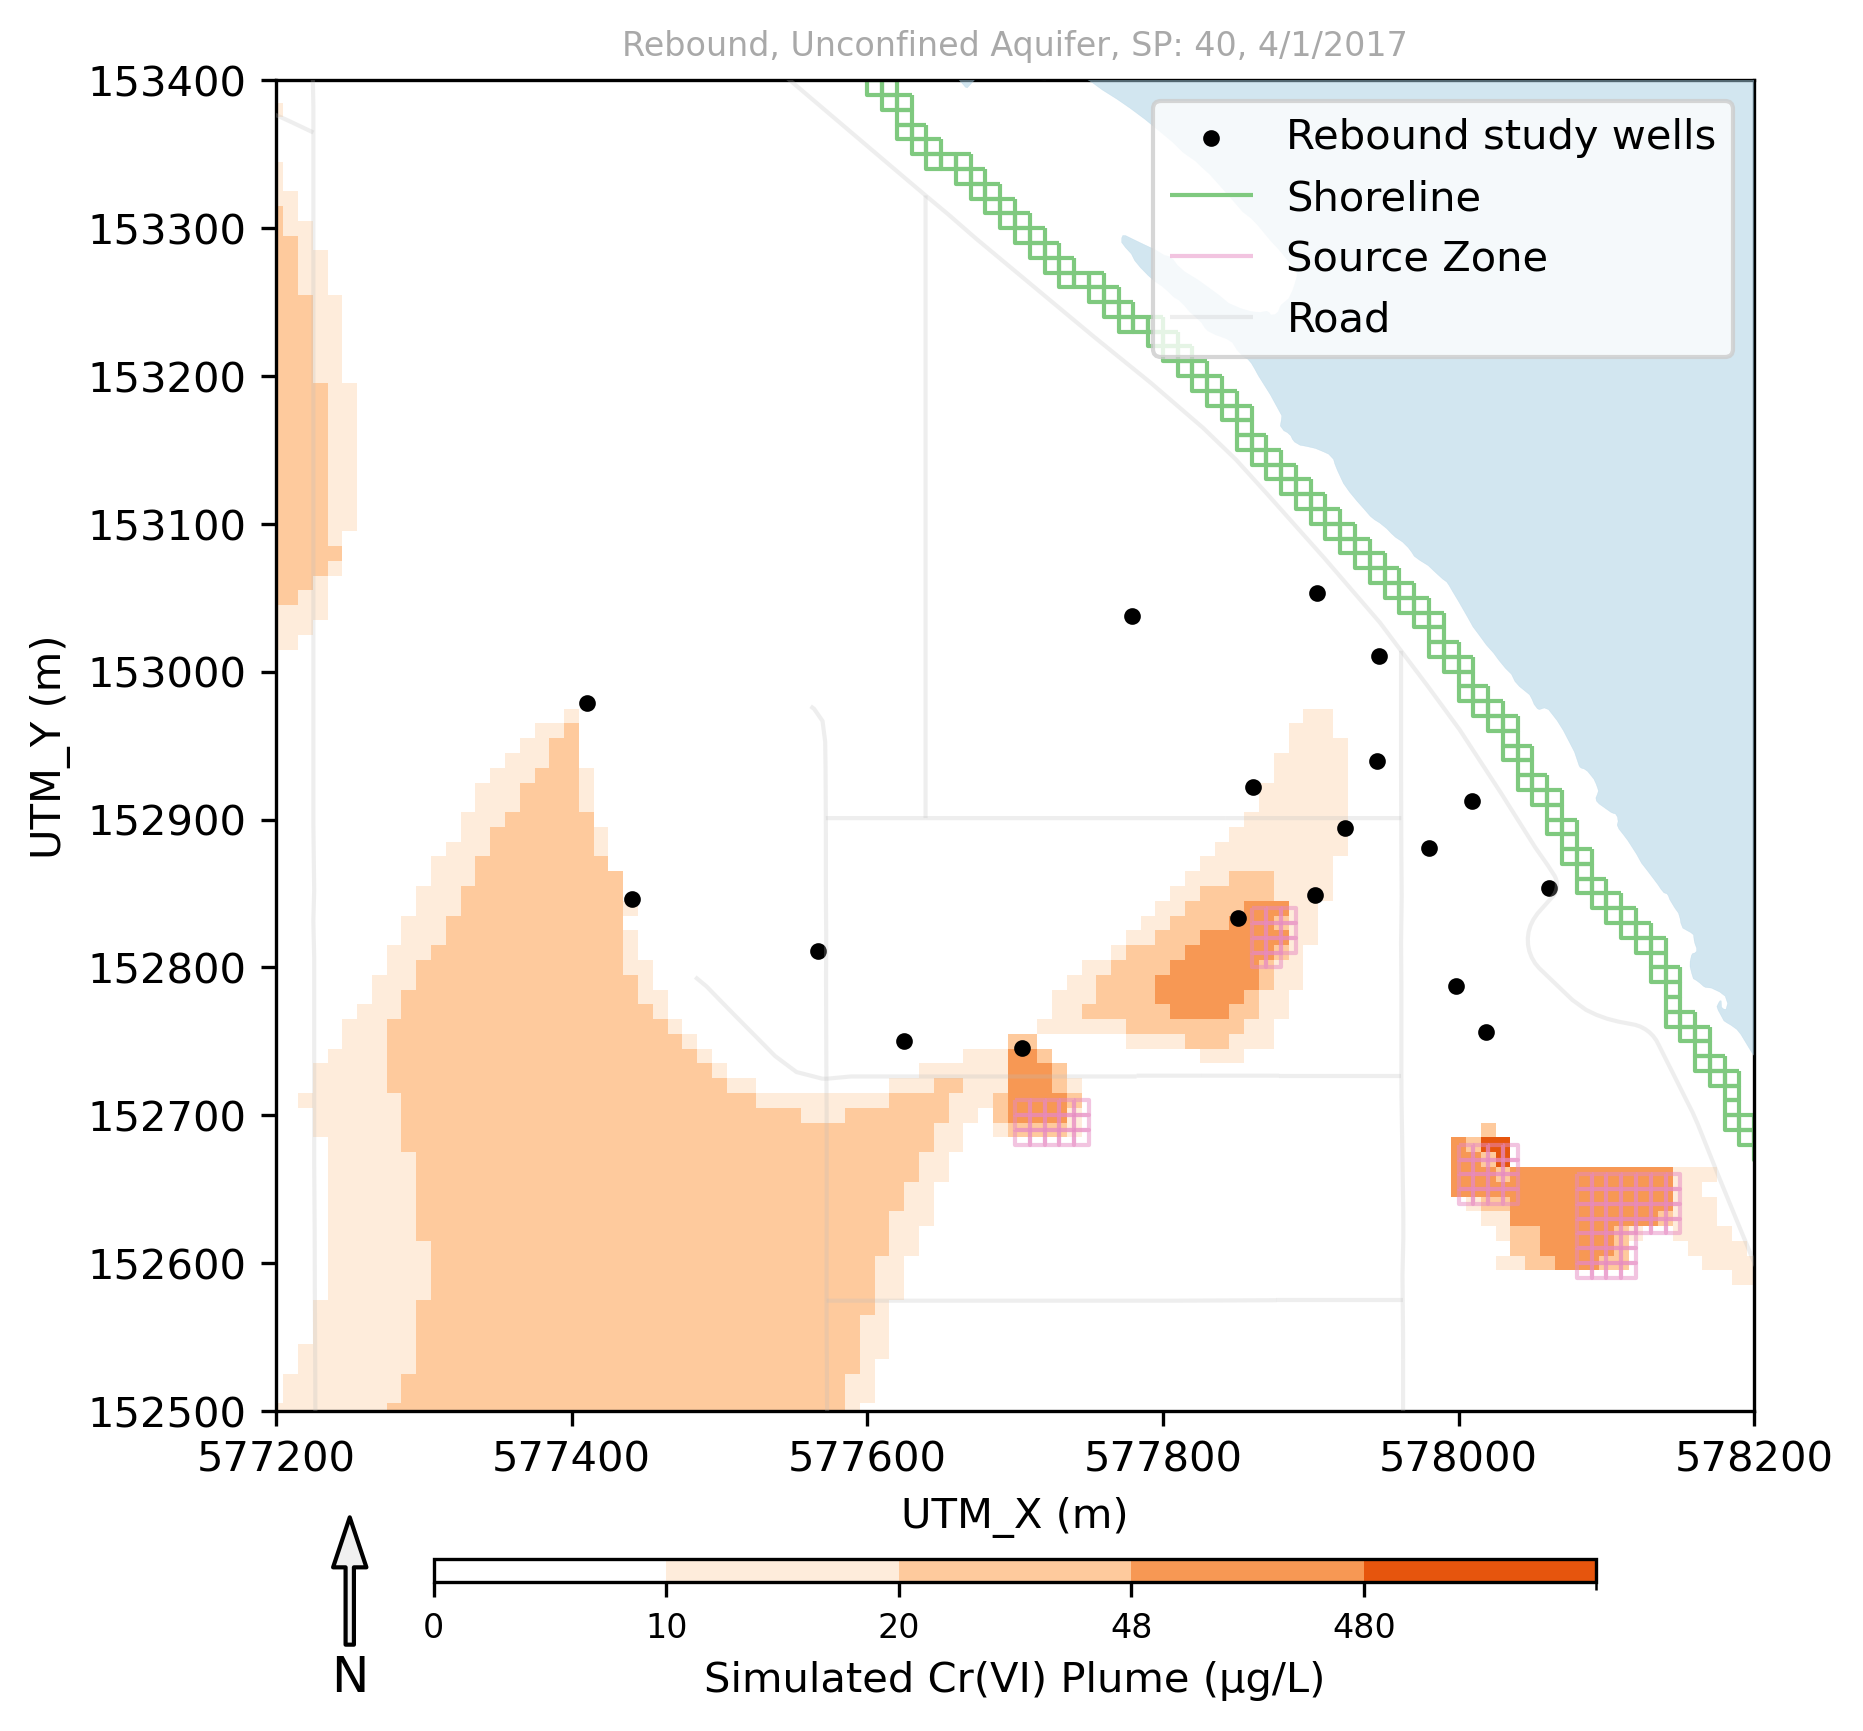 Rebound, Unconfined Aquifer, SP: 40, 4/1/2017
Rebound study wells
Shoreline
Source Zone
Road
153400
153300
153200
153100
153000
152900
152800
152700
152600
152500
UTM_Y (m)
577200 577400 577600 577800 578000 578200
UTM_X (m)
0 10 20 48 480
Simulated Cr(VI) Plume (μg/L)
N